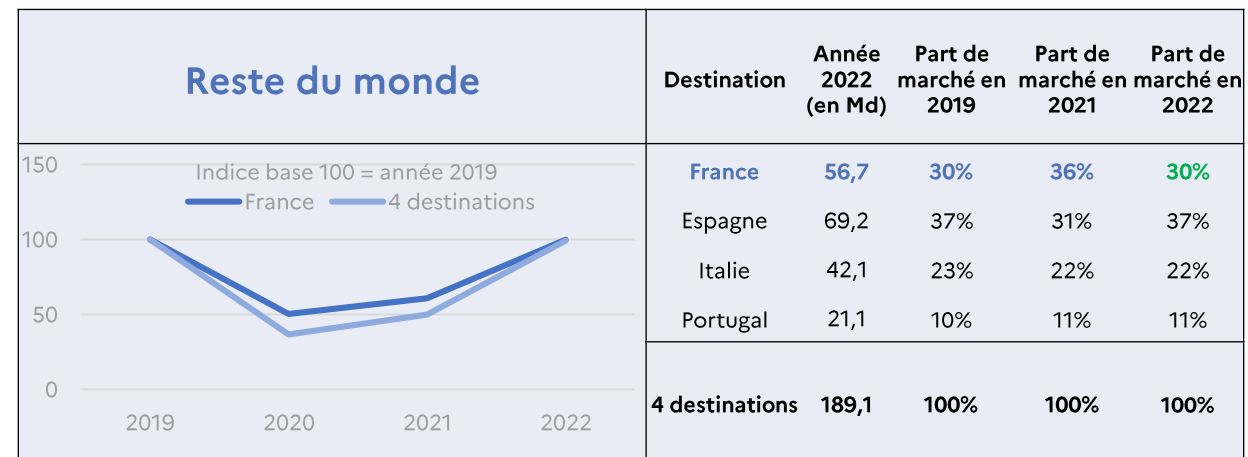 Reste du monde
150
Indice base 100 = année 2019
France 4 destinations
100
50
0
2019 2020 2021 2022
Destination
Année
2022
(en Md)
Part de
marché en
2019
Part de
marché en
2021
Part de
marché en
2022
France 56,7 30% 36% 30%
Espagne 69,2 37% 31% 37%
Italie 42,1 23% 22% 22%
Portugal 21,1 10% 11% 11%
4 destinations 189,1 100% 100% 100%